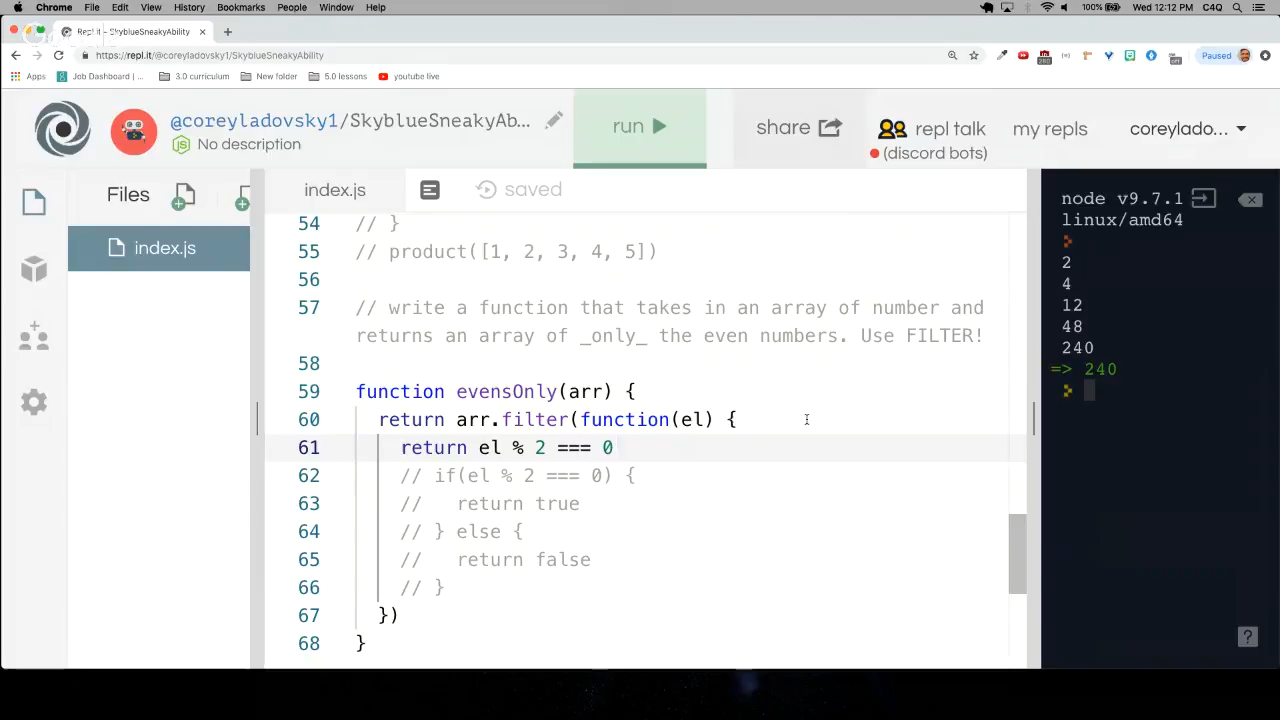 Chrome File Edit View History Bookmarks People Window Help 100% Wed 12:12 PM C4Q
Repl.it - SkyblueSneakyAbility
https://repl.it/@coreyladovsky1/SkyblueSneakyAbility Paused
Apps Job Dashboard | ... 3.0 curriculum New folder 5.0 lessons youtube live
@coreyladovsky1/SkyblueSneakyAb... run share repl talk my repls coreylado...
No description (discord bots)
Files index.js saved
index.js
54 // }
55 // product([1, 2, 3, 4, 5])
56
57 // write a function that takes in an array of number and
returns an array of _only_ the even numbers. Use FILTER!
58
59 function evensOnly(arr) {
60 return arr.filter(function(el) {
61 return el % 2 === 0
62 // if(el % 2 === 0) {
63 // return true
64 // } else {
65 // return false
66 // }
67 })
68 }
node v9.7.1
linux/amd64
2
4
12
48
240
=> 240
?